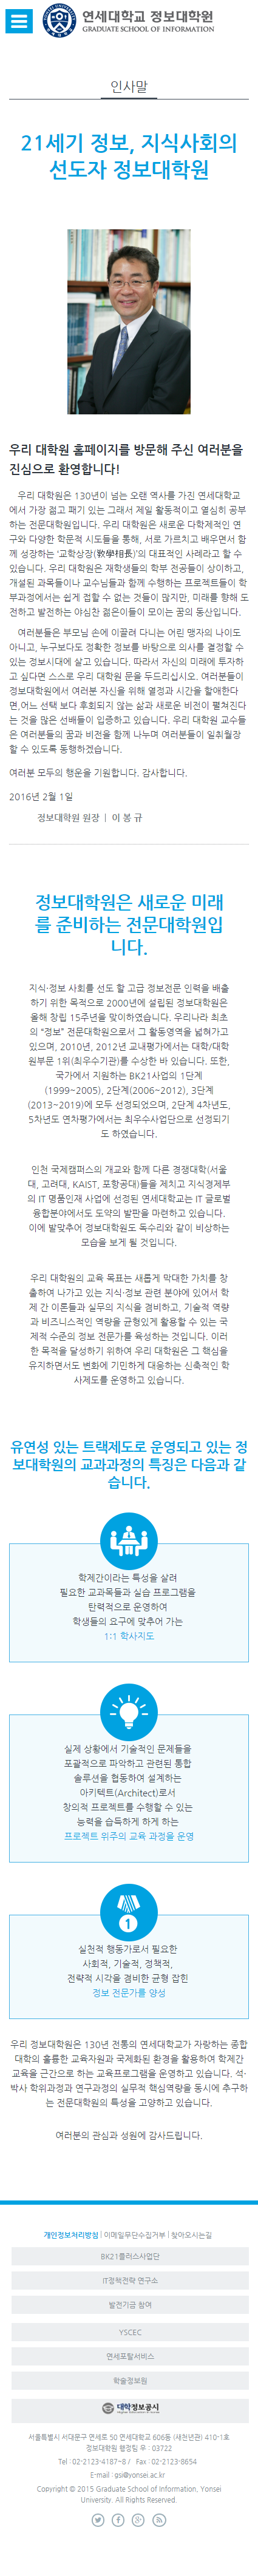 연세대학교 정보대학원
GRADUATE SCHOOL OF INFORMATION
인사말
21세기 정보, 지식사회의
선도자 정보대학원
우리 대학원 홈페이지를 방문해 주신 여러분을
진심으로 환영합니다!
우리 대학원은 130년이 넘는 오랜 역사를 가진 연세대학교
에서 가장 젊고 패기 있는 그래서 제일 활동적이고 열심히 공부
하는 전문대학원입니다. 우리 대학원은 새로운 다학제적인 연
구와 다양한 학문적 시도들을 통해, 서로 가르치고 배우면서 함
께 성장하는 '교학상장(敎學相長)'의 대표적인 사례라고 할 수
있습니다. 우리 대학원은 재학생들의 학부 전공들이 상이하고,
개설된 과목들이나 교수님들과 함께 수행하는 프로젝트들이 학
부과정에서는 쉽게 접할 수 없는 것들이 많지만, 미래를 향해 도
전하고 발전하는 야심찬 젊은이들이 모이는 꿈의 동산입니다.
여러분들은 부모님 손에 이끌려 다니는 어린 맹자의 나이도
아니고, 누구보다도 정확한 정보를 바탕으로 의사를 결정할 수
있는 정보시대에 살고 있습니다. 따라서 자신의 미래에 투자하
고 싶다면 스스로 우리 대학원 문을 두드리십시오. 여러분들이
정보대학원에서 여러분 자신을 위해 열정과 시간을 할애한다
면,어느 선택 보다 후회되지 않는 삶과 새로운 비전이 펼쳐진다
는 것을 많은 선배들이 입증하고 있습니다. 우리 대학원 교수들
은 여러분들의 꿈과 비전을 함께 나누며 여러분들이 일취월장
할 수 있도록 동행하겠습니다.
여러분 모두의 행운을 기원합니다. 감사합니다.
2016년 2월 1일
정보대학원 원장 | 이 봉 규
정보대학원은 새로운 미래
를 준비하는 전문대학원입
니다.
지식·정보 사회를 선도 할 고급 정보전문 인력을 배출
하기 위한 목적으로 2000년에 설립된 정보대학원은
올해 창립 15주년을 맞이하였습니다. 우리나라 최초
의 "정보" 전문대학원으로서 그 활동영역을 넓혀가고
있으며, 2010년, 2012년 교내평가에서는 대학/대학
원부문 1위(최우수기관)를 수상한 바 있습니다. 또한,
국가에서 지원하는 BK21사업의 1단계
(1999~2005), 2단계(2006~2012), 3단계
(2013~2019)에 모두 선정되었으며, 2단계 4차년도,
5차년도 연차평가에서는 최우수사업단으로 선정되기
도 하였습니다.
인천 국제캠퍼스의 개교와 함께 다른 경쟁대학(서울
대, 고려대, KAIST, 포항공대)들을 제치고 지식경제부
의 IT 명품인재 사업에 선정된 연세대학교는 IT 글로벌
융합분야에서도 도약의 발판을 마련하고 있습니다.
이에 발맞추어 정보대학원도 독수리와 같이 비상하는
모습을 보게 될 것입니다.
우리 대학원의 교육 목표는 새롭게 막대한 가치를 창
출하여 나가고 있는 지식·정보 관련 분야에 있어서 학
제 간 이론들과 실무의 지식을 겸비하고, 기술적 역량
과 비즈니스적인 역량을 균형있게 활용할 수 있는 국
제적 수준의 정보 전문가를 육성하는 것입니다. 이러
한 목적을 달성하기 위하여 우리 대학원은 그 핵심을
유지하면서도 변화에 기민하게 대응하는 신축적인 학
사제도를 운영하고 있습니다.
유연성 있는 트랙제도로 운영되고 있는 정
보대학원의 교과과정의 특징은 다음과 같
습니다.
학제간이라는 특성을 살려
필요한 교과목들과 실습 프로그램을
탄력적으로 운영하여
학생들의 요구에 맞추어 가는
1:1 학사지도
실제 상황에서 기술적인 문제들을
포괄적으로 파악하고 관련된 통합
솔루션을 협동하여 설계하는
아키텍트(Architect)로서
창의적 프로젝트를 수행할 수 있는
능력을 습득하게 하게 하는
프로젝트 위주의 교육 과정을 운영
1
실천적 행동가로서 필요한
사회적, 기술적, 정책적,
전략적 시각을 겸비한 균형 잡힌
정보 전문가를 양성
우리 정보대학원은 130년 전통의 연세대학교가 자랑하는 종합
대학의 훌륭한 교육자원과 국제화된 환경을 활용하여 학제간
교육을 근간으로 하는 교육프로그램을 운영하고 있습니다. 석·
박사 학위과정과 연구과정의 실무적 핵심역량을 동시에 추구하
는 전문대학원의 특성을 고양하고 있습니다.
여러분의 관심과 성원에 감사드립니다.
개인정보처리방침 | 이메일무단수집거부 | 찾아오시는길
BK21플러스사업단
IT정책전략 연구소
발전기금 참여
YSCEC
연세포탈서비스
학술정보원
대학정보공시
서울특별시 서대문구 연세로 50 연세대학교 606동 (새천년관) 410-1호
정보대학원 행정팀 우 : 03722
Tel : 02-2123-4187~8 / Fax : 02-2123-8654
E-mail : gsi@yonsei.ac.kr
Copyright © 2015 Graduate School of Information, Yonsei
University. All Rights Reserved.